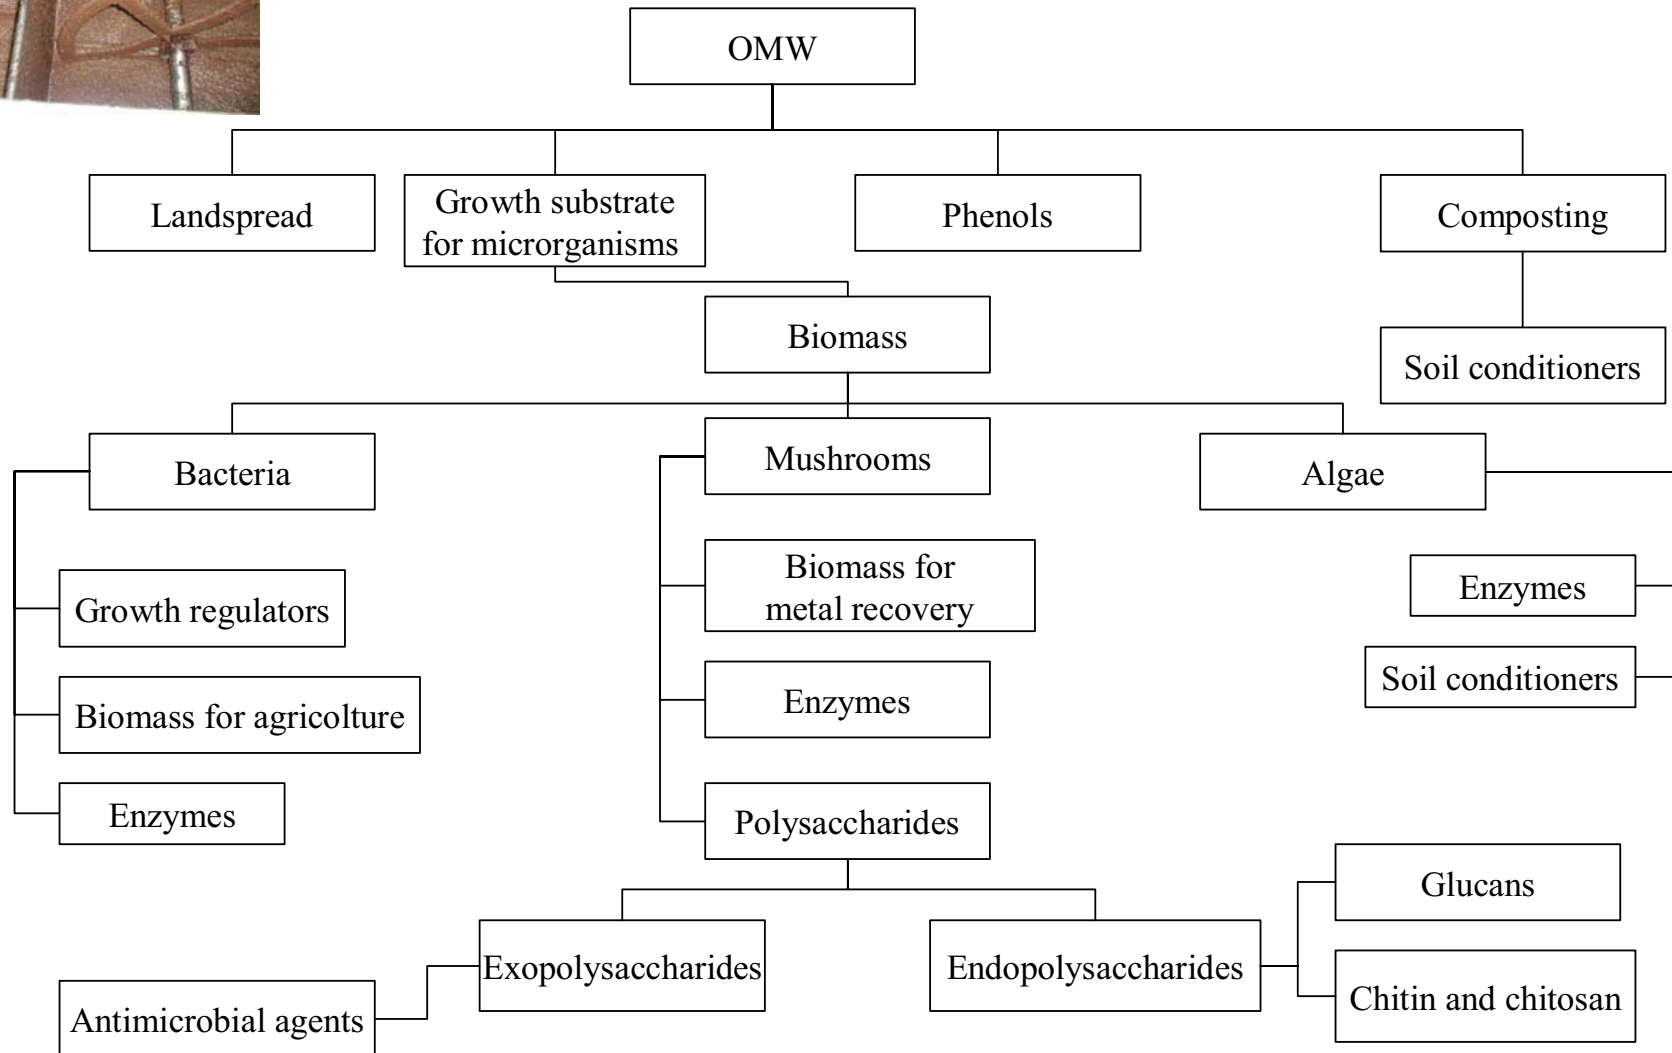 OMW
Landspread
Growth substrate
for microrganisms
Phenols
Composting
Biomass
Soil conditioners
Bacteria
Mushrooms
Algae
Growth regulators
Biomass for
metal recovery
Enzymes
Soil conditioners
Biomass for agricolture
Enzymes
Enzymes
Polysaccharides
Glucans
Exopolysaccharides
Endopolysaccharides
Chitin and chitosan
Antimicrobial agents